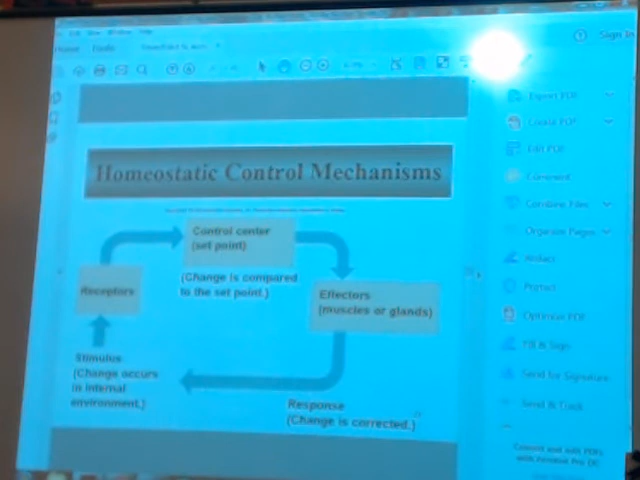 Home Tools
Sign In
Export PDF
Create PDF
Edit PDF
Comment
Combine Files
Organize Pages
Redact
Protect
Optimize PDF
Fill & Sign
Send for Signature
Send & Track
Homeostatic Control Mechanisms
Control center
(set point)
(Change is compared
to the set point.)
Receptors
Effectors
(muscles or glands)
Stimulus
(Change occurs
in internal
environment.)
Response
(Change is corrected.)